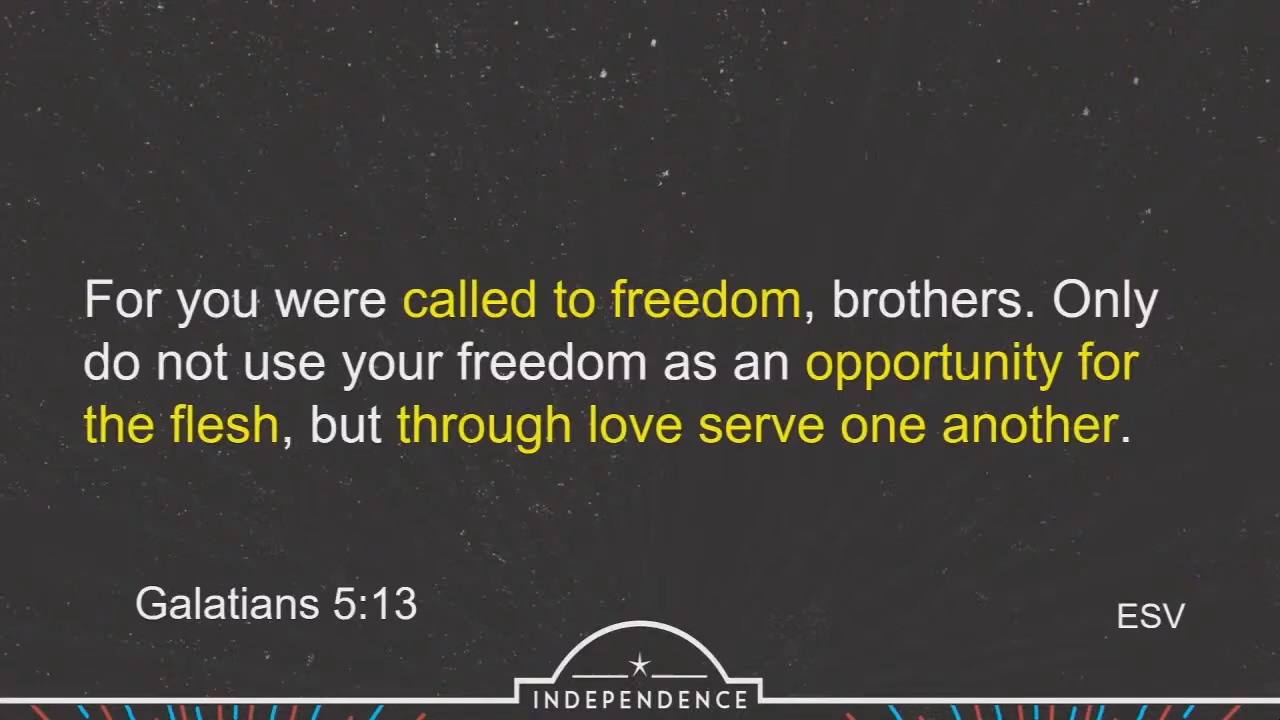 For you were called to freedom, brothers. Only
do not use your freedom as an opportunity for
the flesh, but through love serve one another.
Galatians 5:13
ESV
INDEPENDENCE